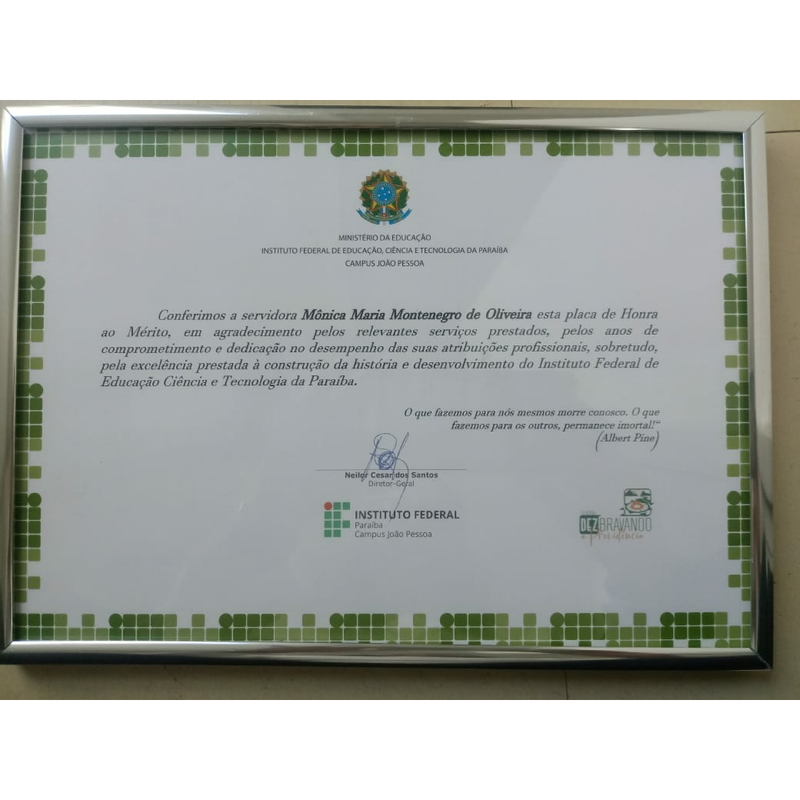 MINISTÉRIO DA EDUCAÇÃO
INSTITUTO FEDERAL DE EDUCAÇÃO, CIÊNCIA E TECNOLOGIA DA PARAÍBA
CAMPUS JOÃO PESSOA
Conferimos a servidora Mônica Maria Montenegro de Oliveira esta placa de Honra
ao Mérito, em agradecimento pelos relevantes serviços prestados, pelos anos de
comprometimento e dedicação no desempenho das suas atribuições profissionais, sobretudo,
pela excelência prestada à construção da história e desenvolvimento do Instituto Federal de
Educação Ciência e Tecnologia da Paraíba.
O que fazemos para nós mesmos morre conosco. O que
fazemos para os outros, permanece imortal!"
(Albert Pine)
Neilor Cesar dos Santos
Diretor-Geral
INSTITUTO FEDERAL
Paraíba
Campus João Pessoa
DEZBRAVANDO
a Providência